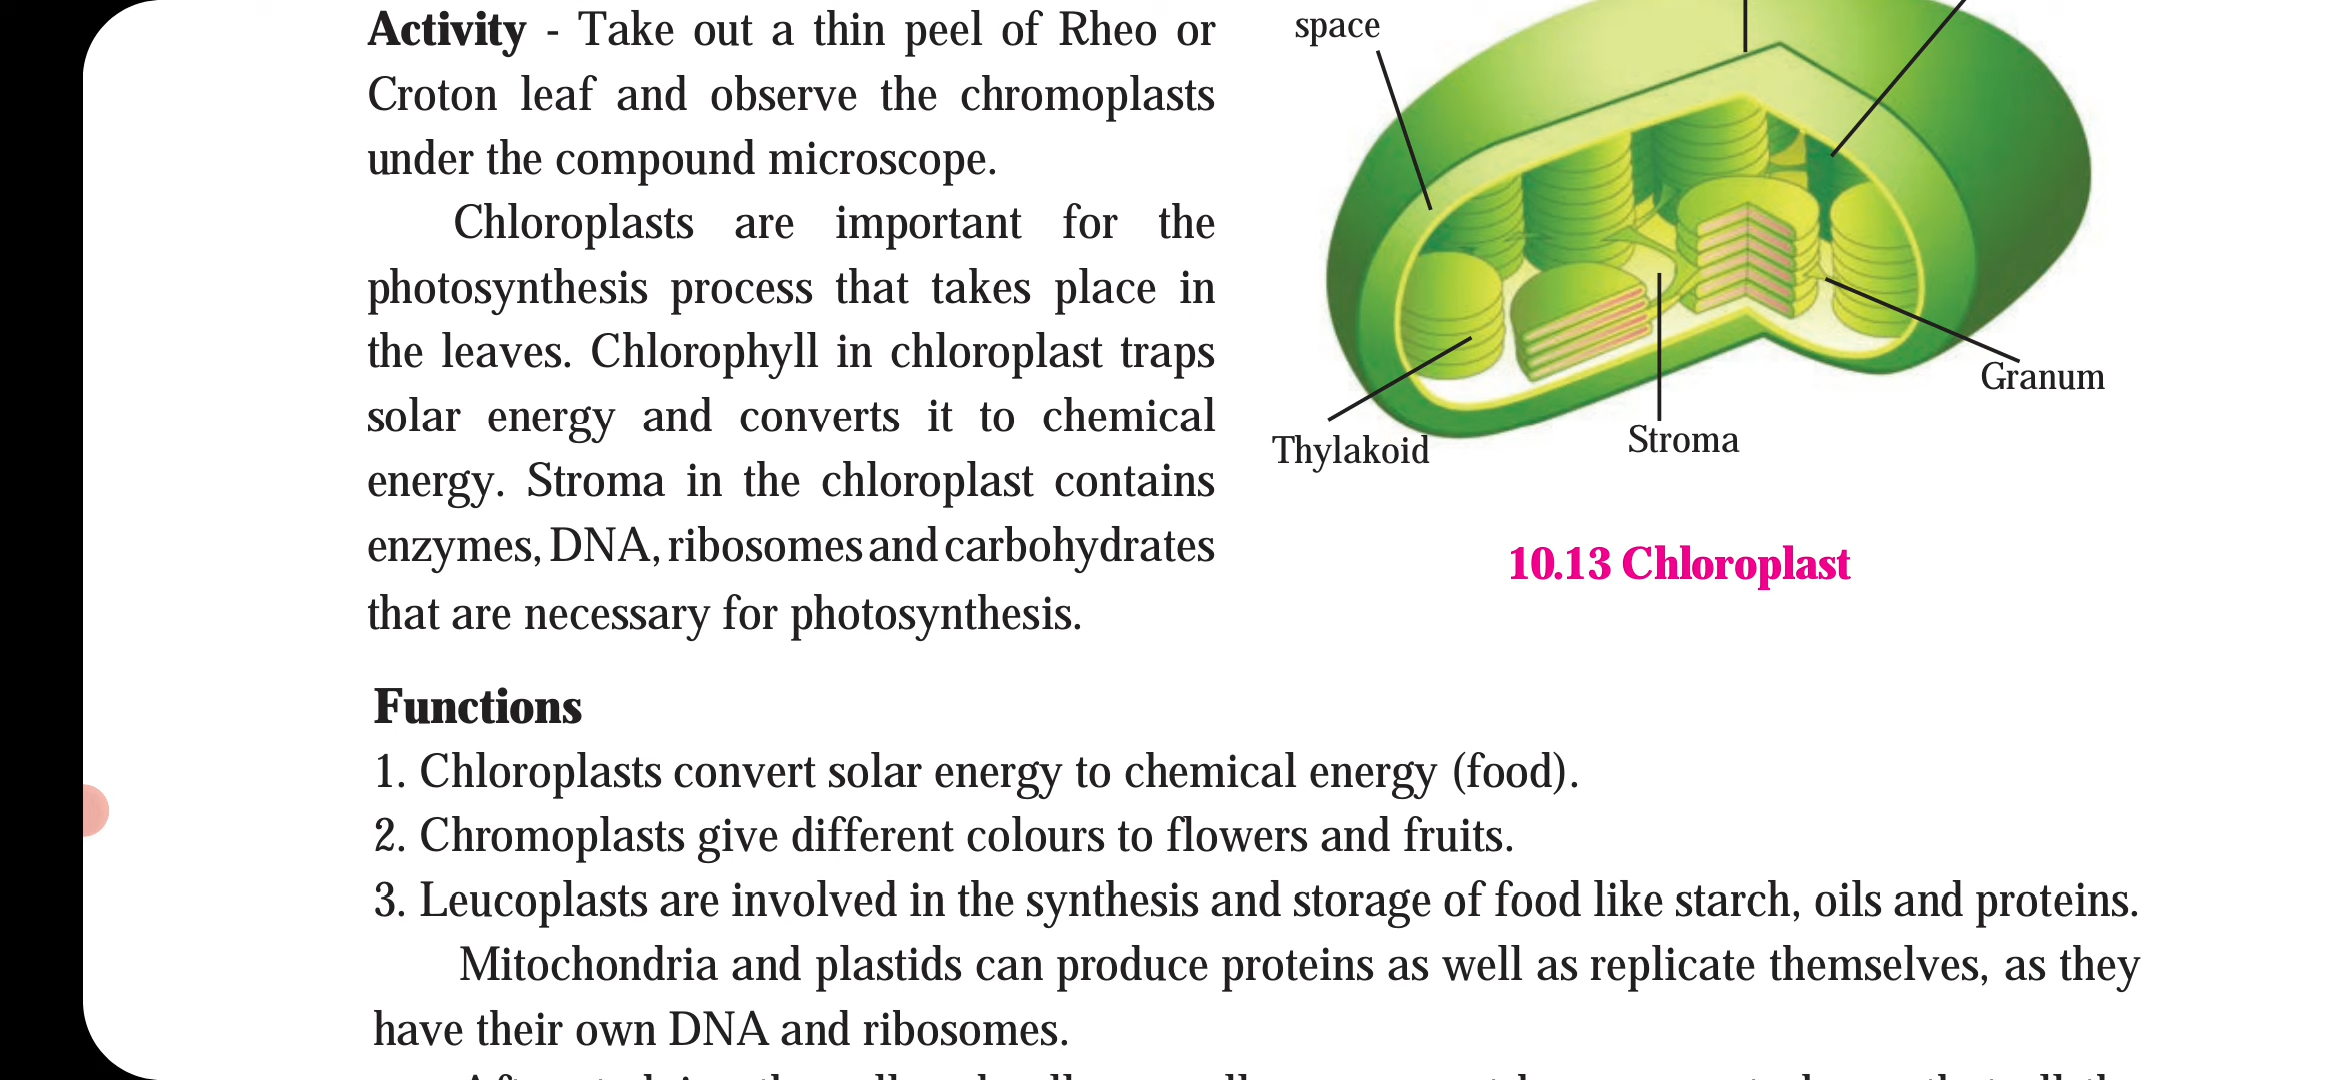 Activity - Take out a thin peel of Rheo or
Croton leaf and observe the chromoplasts
under the compound microscope.
Chloroplasts are important for the
photosynthesis process that takes place in
the leaves. Chlorophyll in chloroplast traps
solar energy and converts it to chemical
energy. Stroma in the chloroplast contains
enzymes, DNA, ribosomes and carbohydrates
that are necessary for photosynthesis.
space
Granum
Stroma
Thylakoid
10.13 Chloroplast
Functions
1. Chloroplasts convert solar energy to chemical energy (food).
2. Chromoplasts give different colours to flowers and fruits.
3. Leucoplasts are involved in the synthesis and storage of food like starch, oils and proteins.
Mitochondria and plastids can produce proteins as well as replicate themselves, as they
have their own DNA and ribosomes.